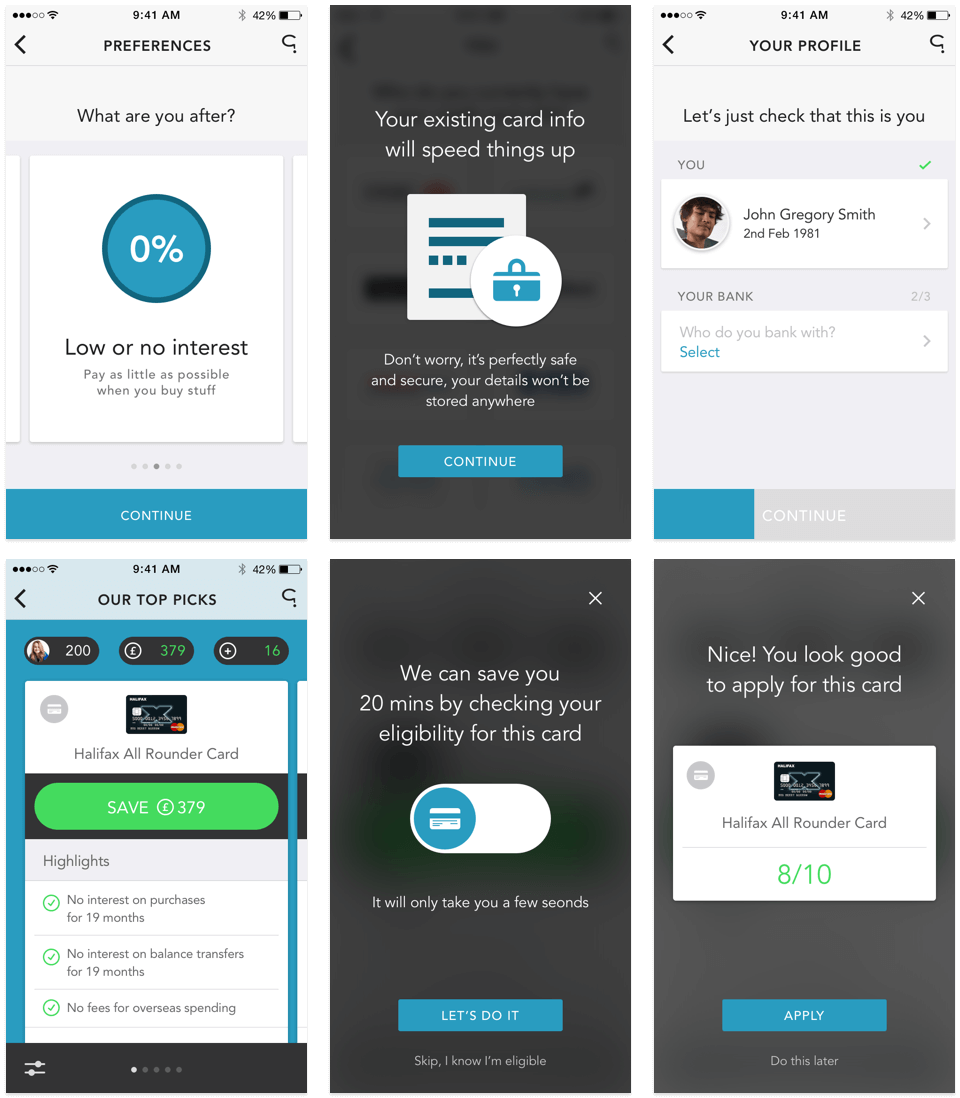 9:41 AM
42%
PREFERENCES
What are you after?
0%
Low or no interest
Pay as little as possible
when you buy stuff
CONTINUE
Your existing card info
will speed things up
Don't worry, it's perfectly safe
and secure, your details won't be
stored anywhere
CONTINUE
9:41 AM
42%
YOUR PROFILE
Let's just check that this is you
YOU
John Gregory Smith
2nd Feb 1981
YOUR BANK
2/3
Who do you bank with?
Select
CONTINUE
9:41 AM
42%
OUR TOP PICKS
200
£
379
16
HALIFAX
Halifax All Rounder Card
SAVE £ 379
Highlights
No interest on purchases
for 19 months
No interest on balance transfers
for 19 months
No fees for overseas spending
We can save you
20 mins by checking your
eligibility for this card
It will only take you a few seonds
LET'S DO IT
Skip, I know I'm eligible
Nice! You look good
to apply for this card
HALIFAX
Halifax All Rounder Card
8/10
APPLY
Do this later